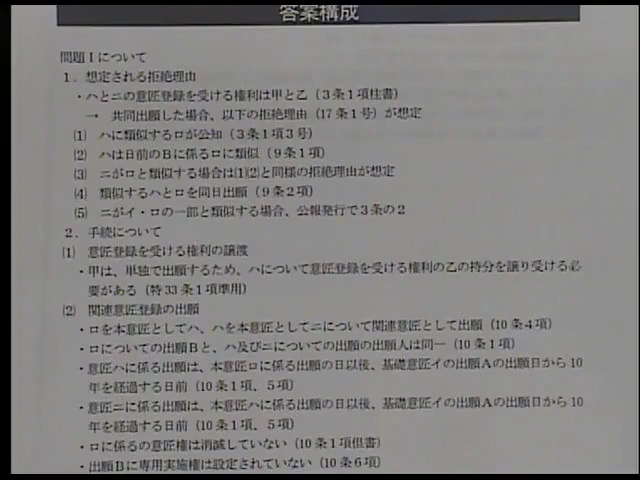 答案構成
問題Ⅰについて
1．想定される拒絶理由
・ハとニの意匠登録を受ける権利は甲と乙（3条1項柱書）
→　共同出願した場合、以下の拒絶理由（17条1号）が想定
(1)　ハに類似するロが公知（3条1項3号）
(2)　ハは日前のBに係るロに類似（9条1項）
(3)　ニがロと類似する場合は(1)(2)と同様の拒絶理由が想定
(4)　類似するハとロを同日出願（9条2項）
(5)　ニがイ・ロの一部と類似する場合、公報発行で3条の2
2．手続について
(1)　意匠登録を受ける権利の譲渡
・甲は、単独で出願するため、ハについて意匠登録を受ける権利の乙の持分を譲り受ける必
要がある（特33条1項準用）
(2)　関連意匠登録の出願
・ロを本意匠としてハ、ハを本意匠としてニについて関連意匠として出願（10条4項）
・ロについての出願Bと、ハ及びニについての出願の出願人は同一（10条1項）
・意匠ハに係る出願は、本意匠ロに係る出願の日以後、基礎意匠イの出願Aの出願日から10
年を経過する日前（10条1項、5項）
・意匠ニに係る出願は、本意匠ハに係る出願の日以後、基礎意匠イの出願Aの出願日から10
年を経過する日前（10条1項、5項）
・ロに係るの意匠権は消滅していない（10条1項但書）
・出願Bに専用実施権は設定されていない（10条6項）